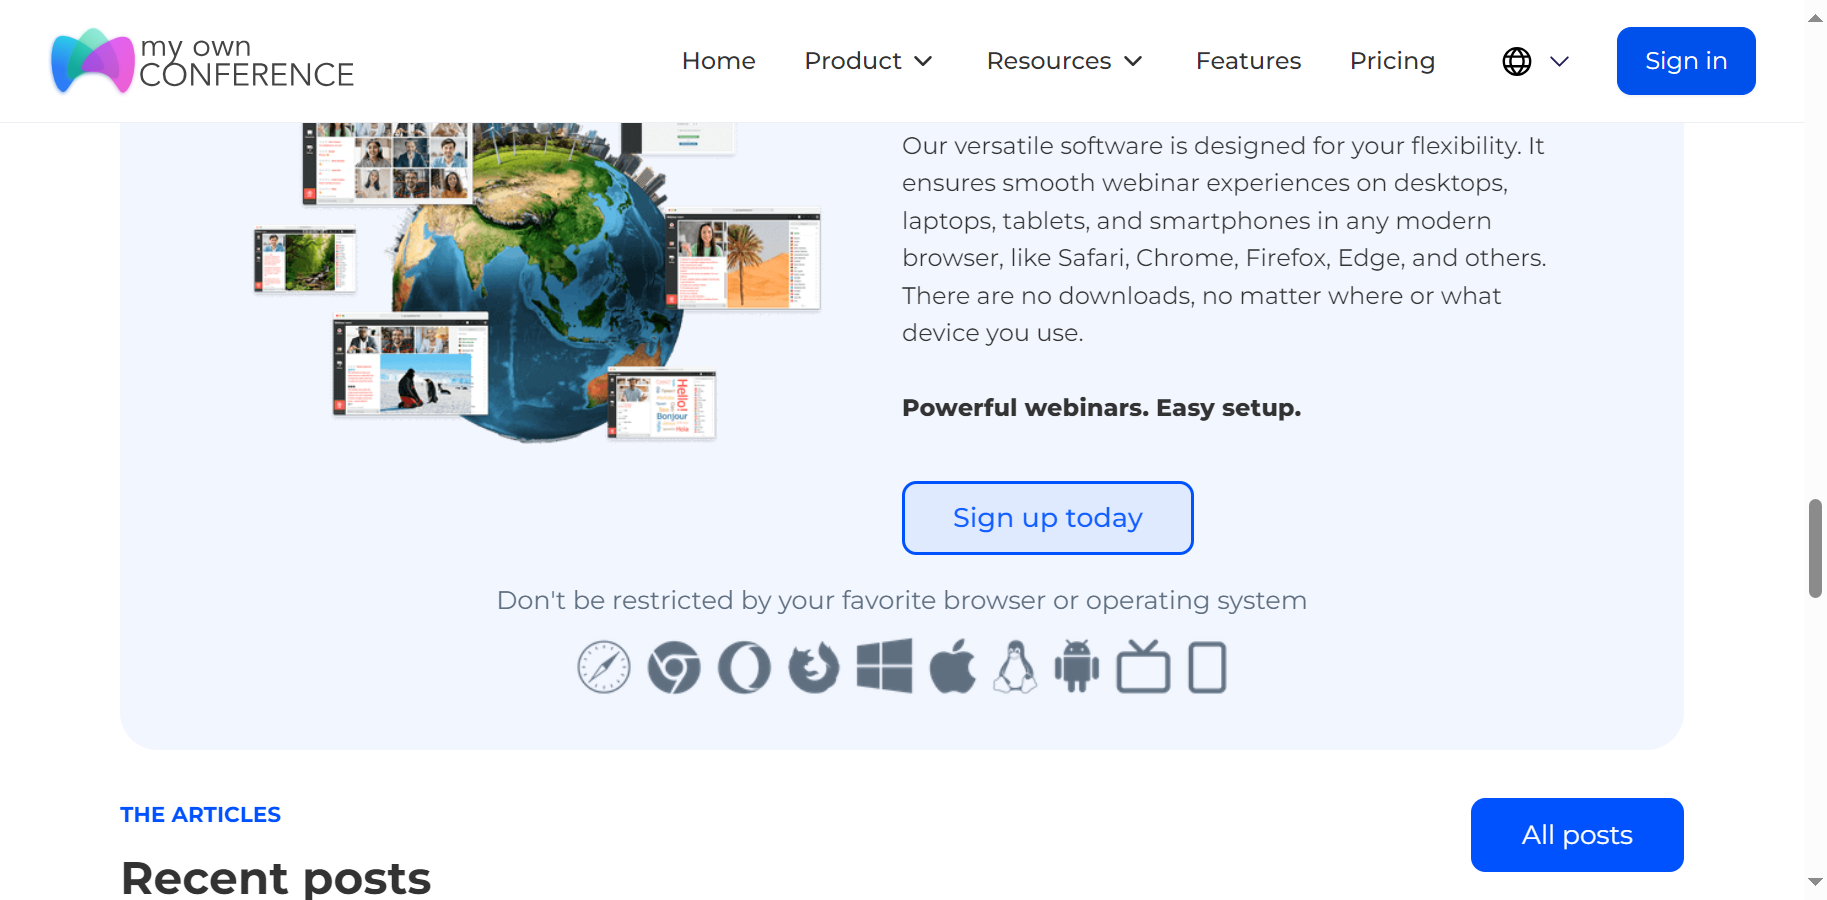 my own
CONFERENCE
Home
Product
Resources
Features
Pricing
Sign in
Our versatile software is designed for your flexibility. It
ensures smooth webinar experiences on desktops,
laptops, tablets, and smartphones in any modern
browser, like Safari, Chrome, Firefox, Edge, and others.
There are no downloads, no matter where or what
device you use.
Powerful webinars. Easy setup.
Sign up today
Hello!
Bonjour
Don't be restricted by your favorite browser or operating system
THE ARTICLES
All posts
Recent posts